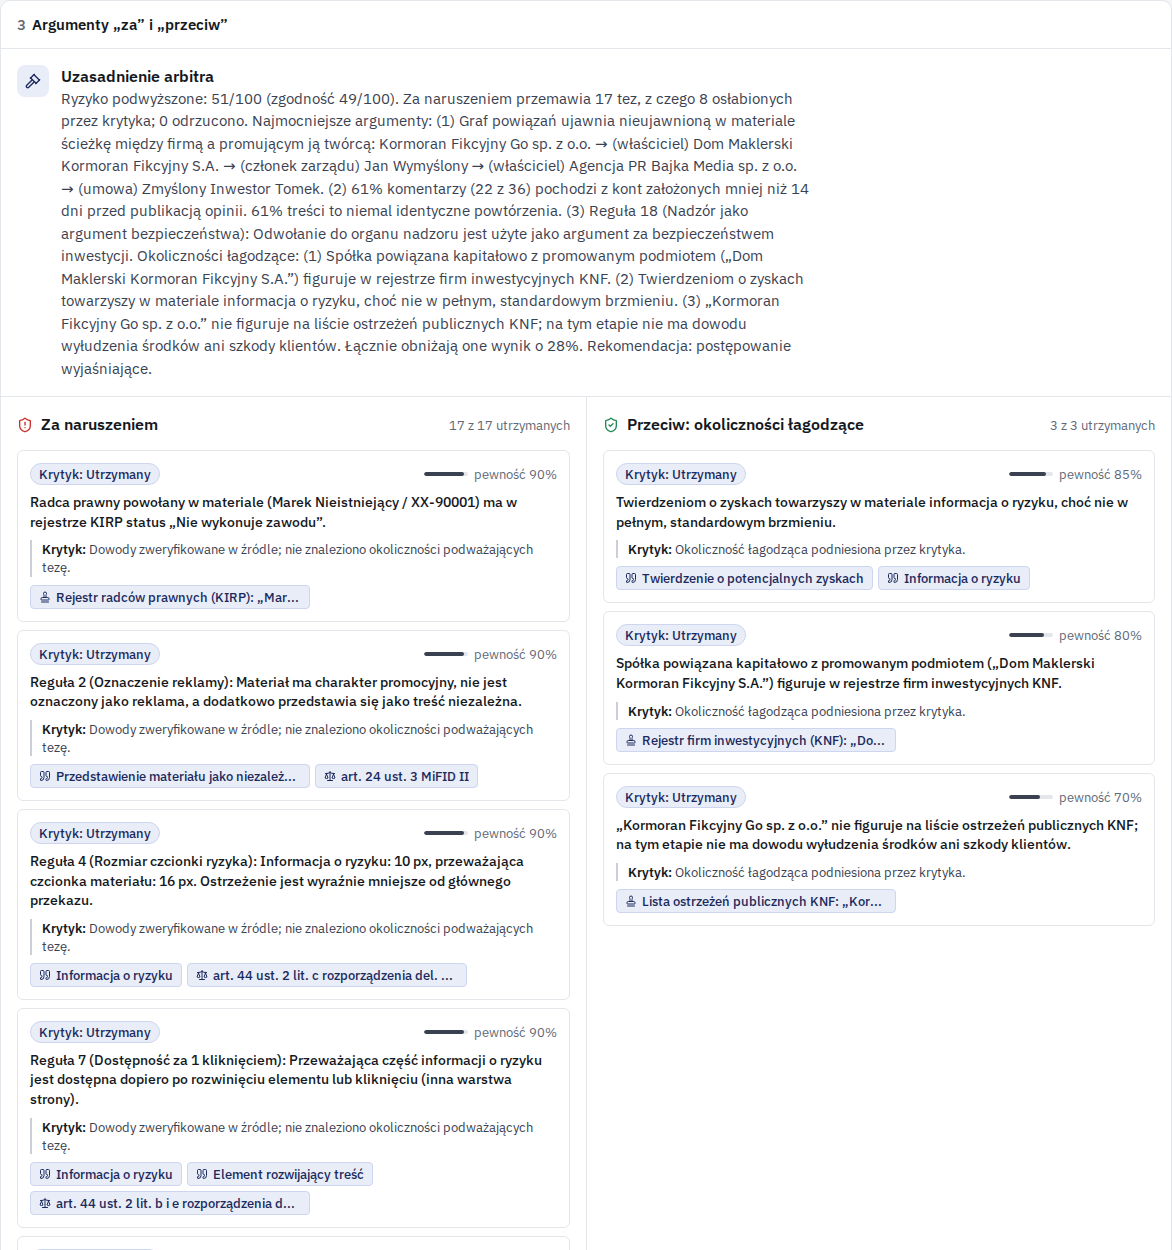 3 Argumenty „za” i „przeciw”
Uzasadnienie arbitra
Ryzyko podwyższone: 51/100 (zgodność 49/100). Za naruszeniem przemawia 17 tez, z czego 8 osłabionych
przez krytyka; 0 odrzucono. Najmocniejsze argumenty: (1) Graf powiązań ujawnia nieujawnioną w materiale
ścieżkę między firmą a promującym ją twórcą: Kormoran Fikcyjny Go sp. z o.o. → (właściciel) Dom Maklerski
Kormoran Fikcyjny S.A. → (członek zarządu) Jan Wymyślony → (właściciel) Agencja PR Bajka Media sp. z o.o.
→ (umowa) Zmyślony Inwestor Tomek. (2) 61% komentarzy (22 z 36) pochodzi z kont założonych mniej niż 14
dni przed publikacją opinii. 61% treści to niemal identyczne powtórzenia. (3) Reguła 18 (Nadzór jako
argument bezpieczeństwa): Odwołanie do organu nadzoru jest użyte jako argument za bezpieczeństwem
inwestycji. Okoliczności łagodzące: (1) Spółka powiązana kapitałowo z promowanym podmiotem („Dom
Maklerski Kormoran Fikcyjny S.A.”) figuruje w rejestrze firm inwestycyjnych KNF. (2) Twierdzeniom o zyskach
towarzyszy w materiale informacja o ryzyku, choć nie w pełnym, standardowym brzmieniu. (3) „Kormoran
Fikcyjny Go sp. z o.o.” nie figuruje na liście ostrzeżeń publicznych KNF; na tym etapie nie ma dowodu
wyłudzenia środków ani szkody klientów. Łącznie obniżają one wynik o 28%. Rekomendacja: postępowanie
wyjaśniające.
Za naruszeniem 17 z 17 utrzymanych
Krytyk: Utrzymany pewność 90%
Radca prawny powołany w materiale (Marek Nieistniejący / XX-90001) ma w
rejestrze KIRP status „Nie wykonuje zawodu”.
Krytyk: Dowody zweryfikowane w źródle; nie znaleziono okoliczności podważających
tezę.
Rejestr radców prawnych (KIRP): „Mar...
Krytyk: Utrzymany pewność 90%
Reguła 2 (Oznaczenie reklamy): Materiał ma charakter promocyjny, nie jest
oznaczony jako reklama, a dodatkowo przedstawia się jako treść niezależna.
Krytyk: Dowody zweryfikowane w źródle; nie znaleziono okoliczności podważających
tezę.
Przedstawienie materiału jako niezależ... art. 24 ust. 3 MiFID II
Krytyk: Utrzymany pewność 90%
Reguła 4 (Rozmiar czcionki ryzyka): Informacja o ryzyku: 10 px, przeważająca
czcionka materiału: 16 px. Ostrzeżenie jest wyraźnie mniejsze od głównego
przekazu.
Krytyk: Dowody zweryfikowane w źródle; nie znaleziono okoliczności podważających
tezę.
Informacja o ryzyku art. 44 ust. 2 lit. c rozporządzenia del. ...
Krytyk: Utrzymany pewność 90%
Reguła 7 (Dostępność za 1 kliknięciem): Przeważająca część informacji o ryzyku
jest dostępna dopiero po rozwinięciu elementu lub kliknięciu (inna warstwa
strony).
Krytyk: Dowody zweryfikowane w źródle; nie znaleziono okoliczności podważających
tezę.
Informacja o ryzyku Element rozwijający treść
art. 44 ust. 2 lit. b i e rozporządzenia d...
Przeciw: okoliczności łagodzące 3 z 3 utrzymanych
Krytyk: Utrzymany pewność 85%
Twierdzeniom o zyskach towarzyszy w materiale informacja o ryzyku, choć nie w
pełnym, standardowym brzmieniu.
Krytyk: Okoliczność łagodząca podniesiona przez krytyka.
Twierdzenie o potencjalnych zyskach Informacja o ryzyku
Krytyk: Utrzymany pewność 80%
Spółka powiązana kapitałowo z promowanym podmiotem („Dom Maklerski
Kormoran Fikcyjny S.A.”) figuruje w rejestrze firm inwestycyjnych KNF.
Krytyk: Okoliczność łagodząca podniesiona przez krytyka.
Rejestr firm inwestycyjnych (KNF): „Do...
Krytyk: Utrzymany pewność 70%
„Kormoran Fikcyjny Go sp. z o.o.” nie figuruje na liście ostrzeżeń publicznych KNF;
na tym etapie nie ma dowodu wyłudzenia środków ani szkody klientów.
Krytyk: Okoliczność łagodząca podniesiona przez krytyka.
Lista ostrzeżeń publicznych KNF: „Kor...